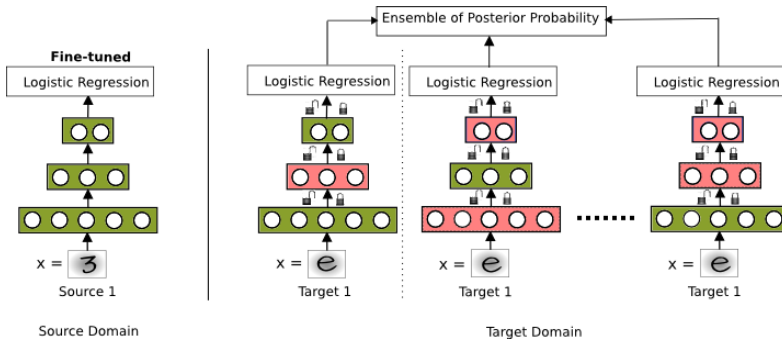 Ensemble of Posterior Probability
Fine-tuned
Logistic Regression
Logistic Regression
Logistic Regression
Logistic Regression
x = 3
x = e
x = e
x = e
Source 1
Target 1
Target 1
Target 1
Source Domain
Target Domain